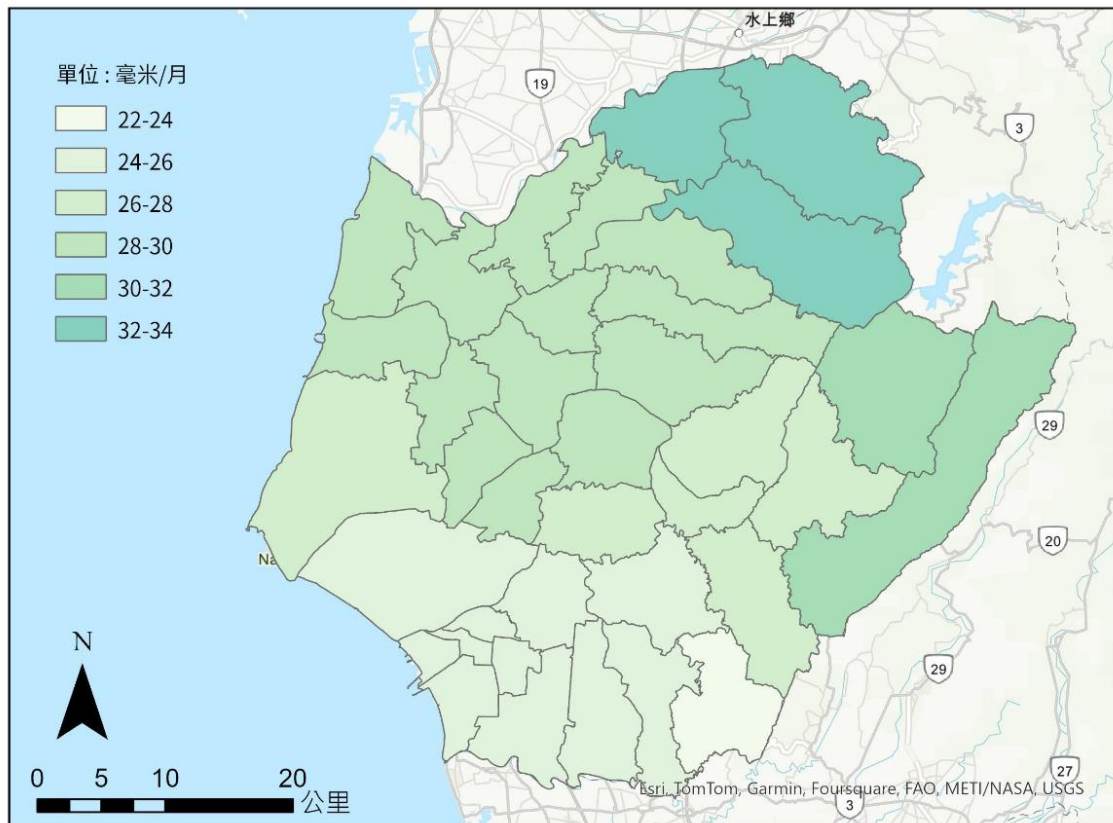 水上鄉
19
3
單位 : 毫米/月
22-24
24-26
26-28
28-30
30-32
32-34
29
20
Na
N
29
27
3
0 5 10 20
公里
Esri, TomTom, Garmin, Foursquare, FAO, METI/NASA, USGS